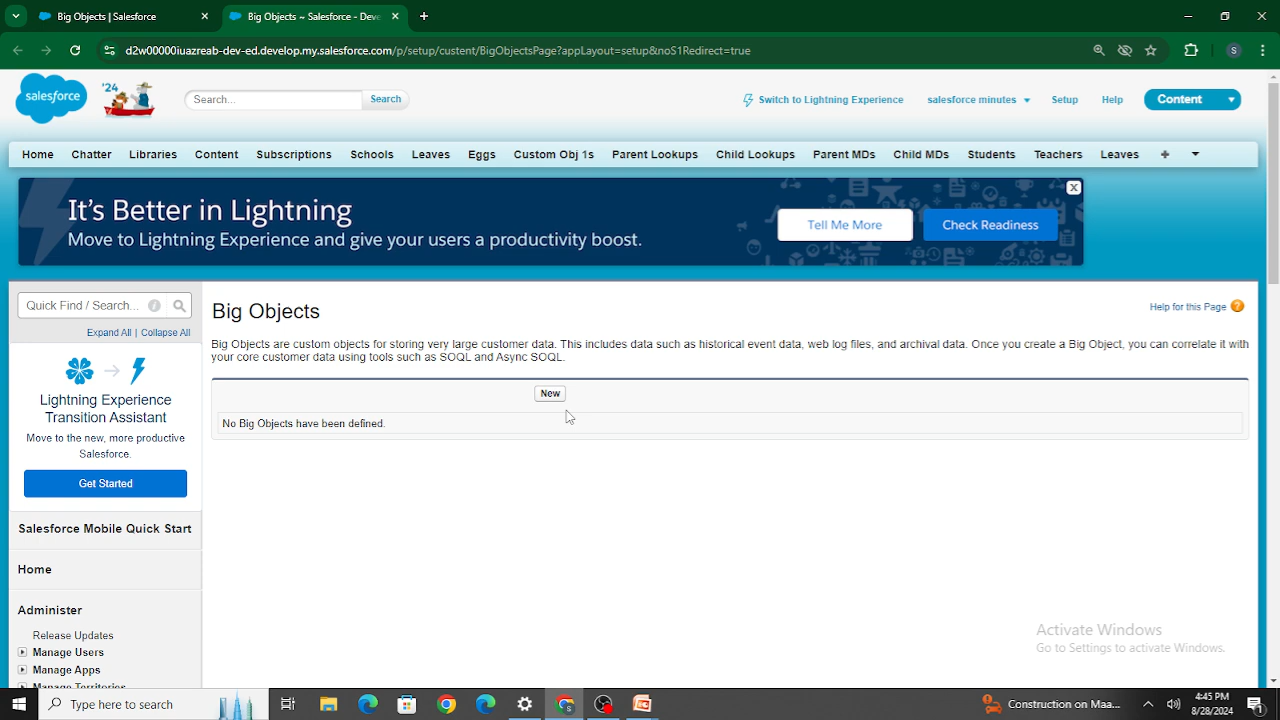 Big Objects | Salesforce
Big Objects ~ Salesforce - Deve
d2w00000iuazreab-dev-ed.develop.my.salesforce.com/p/setup/custent/BigObjectsPage?appLayout=setup&noS1Redirect=true
S
salesforce
'24
Search...
Search
Switch to Lightning Experience
salesforce minutes
Setup
Help
Content
Home Chatter Libraries Content Subscriptions Schools Leaves Eggs Custom Obj 1s Parent Lookups Child Lookups Parent MDs Child MDs Students Teachers Leaves +
It's Better in Lightning
Move to Lightning Experience and give your users a productivity boost.
Tell Me More
Check Readiness
Quick Find / Search...
Expand All | Collapse All
Lightning Experience
Transition Assistant
Move to the new, more productive
Salesforce.
Get Started
Salesforce Mobile Quick Start
Home
Administer
Release Updates
Manage Users
Manage Apps
Manage Territories
Big Objects
Help for this Page
Big Objects are custom objects for storing very large customer data. This includes data such as historical event data, web log files, and archival data. Once you create a Big Object, you can correlate it with
your core customer data using tools such as SOQL and Async SOQL.
New
No Big Objects have been defined.
Activate Windows
Go to Settings to activate Windows.
Type here to search
Construction on Maa...
4:45 PM
8/28/2024
1